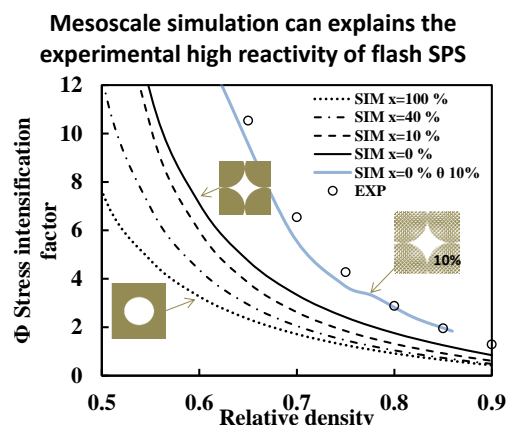 Mesoscale simulation can explains the
experimental high reactivity of flash SPS
12
10
8
6
4
2
0
Φ Stress intensification
factor
SIM x=100 %
SIM x=40 %
SIM x=10 %
SIM x=0 %
SIM x=0 % θ 10%
EXP
10%
0.5
0.6
0.7
0.8
0.9
Relative density